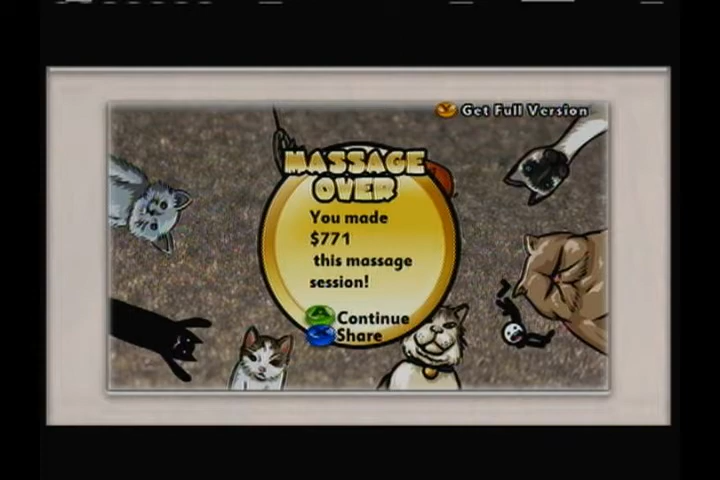 Get Full Version
MASSAGE
OVER
You made
$771
this massage
session!
Continue
Share